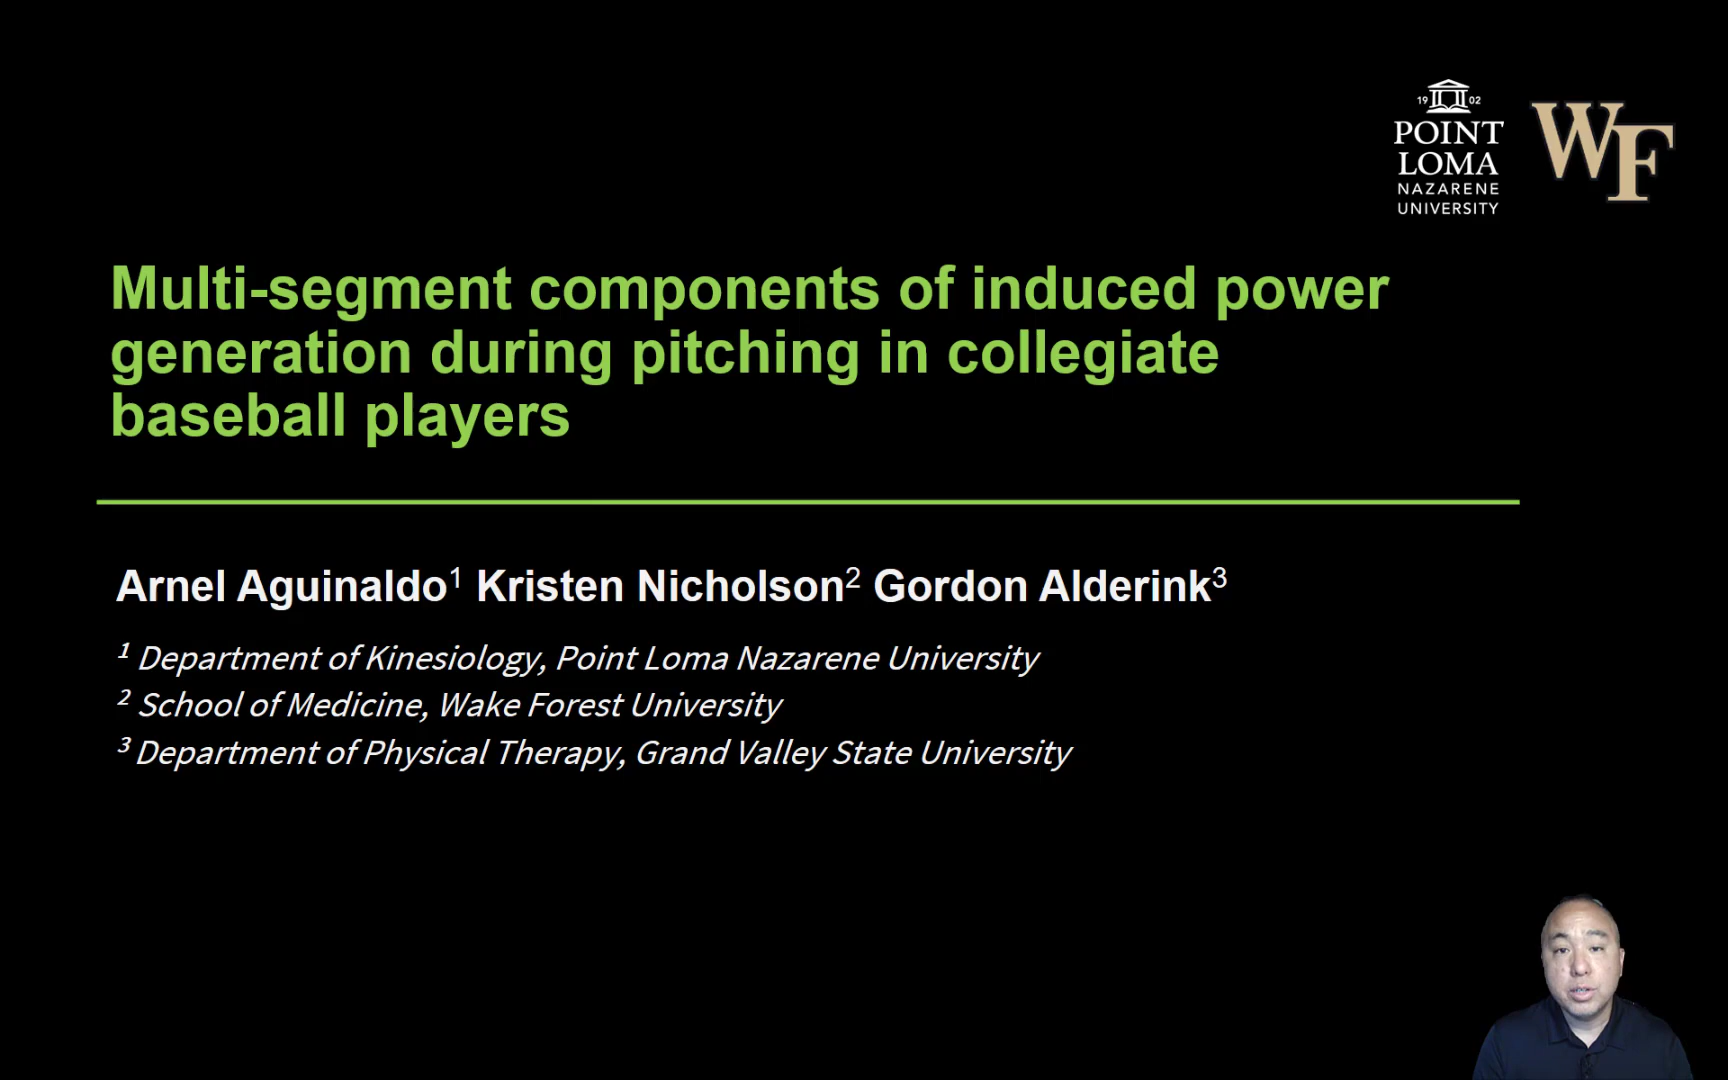 19 02
POINT
LOMA
NAZARENE
UNIVERSITY
WF
Multi-segment components of induced power
generation during pitching in collegiate
baseball players
Arnel Aguinaldo¹ Kristen Nicholson² Gordon Alderink³
¹ Department of Kinesiology, Point Loma Nazarene University
² School of Medicine, Wake Forest University
³ Department of Physical Therapy, Grand Valley State University